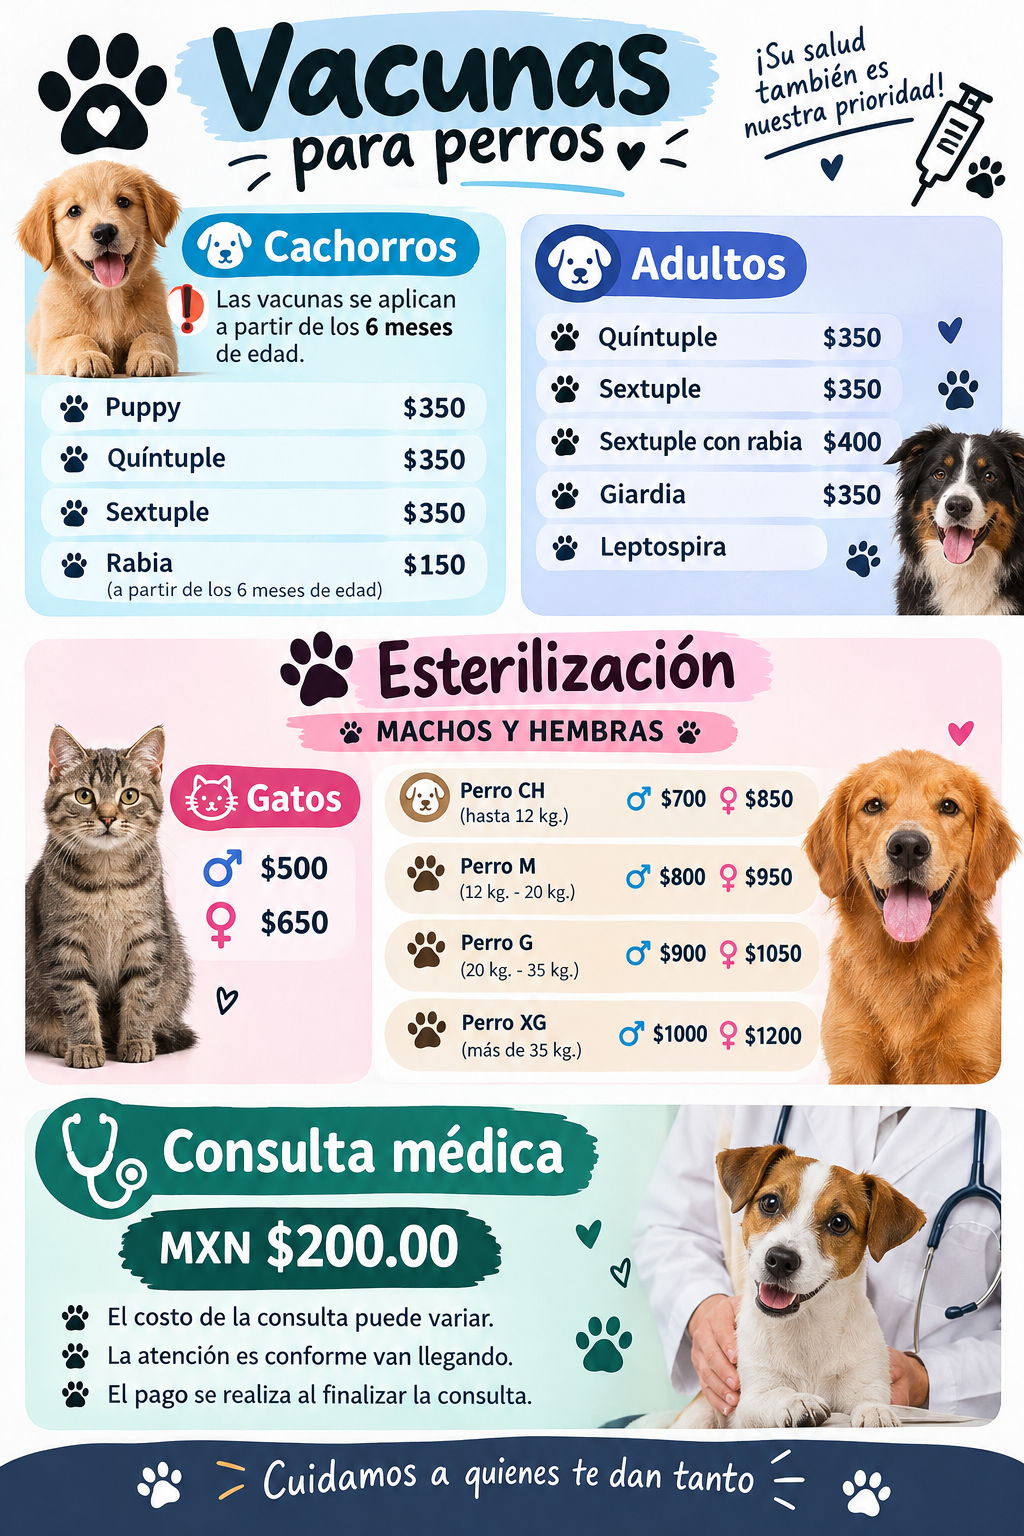 Vacunas
para perros
¡Su salud
también es
nuestra prioridad!
Cachorros
Las vacunas se aplican
a partir de los 6 meses
de edad.
Puppy $350
Quíntuple $350
Sextuple $350
Rabia $150
(a partir de los 6 meses de edad)
Adultos
Quíntuple $350
Sextuple $350
Sextuple con rabia $400
Giardia $350
Leptospira
Esterilización
MACHOS Y HEMBRAS
Gatos
♂ $500
♀ $650
Perro CH ♂ $700 ♀ $850
(hasta 12 kg.)
Perro M ♂ $800 ♀ $950
(12 kg. - 20 kg.)
Perro G ♂ $900 ♀ $1050
(20 kg. - 35 kg.)
Perro XG ♂ $1000 ♀ $1200
(más de 35 kg.)
Consulta médica
MXN $200.00
El costo de la consulta puede variar.
La atención es conforme van llegando.
El pago se realiza al finalizar la consulta.
Cuidamos a quienes te dan tanto